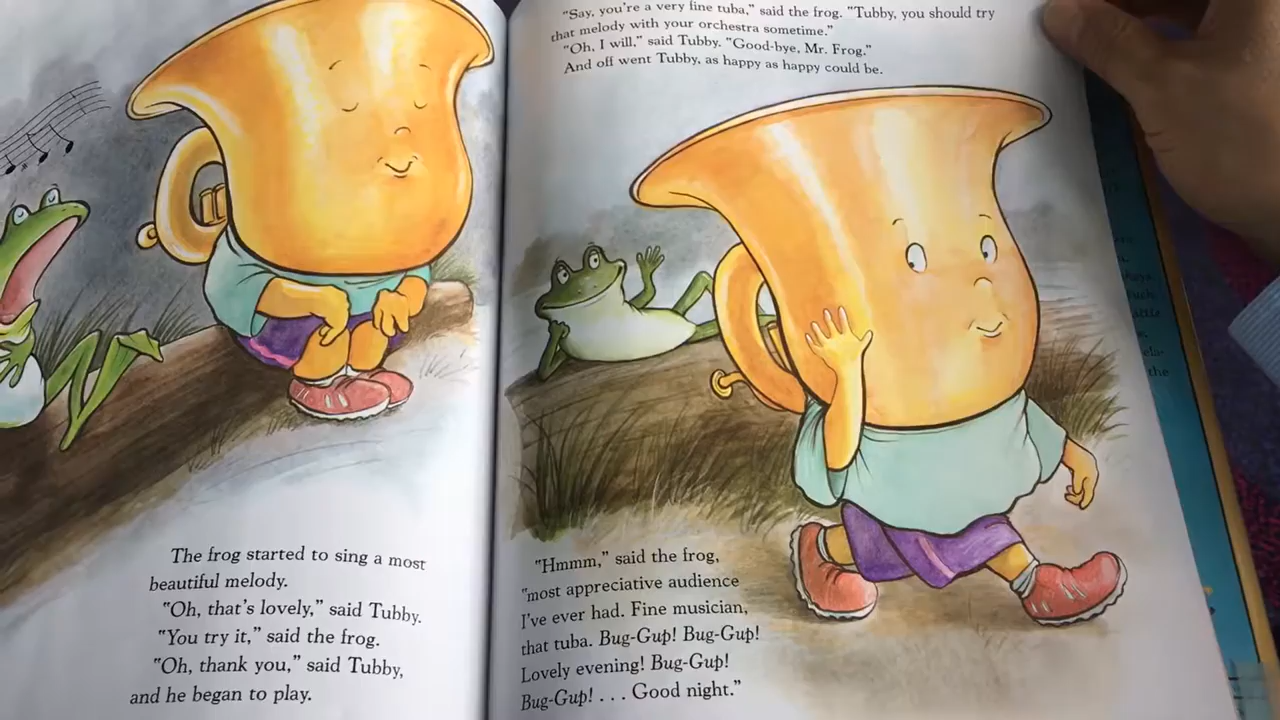 The frog started to sing a most
beautiful melody.
"Oh, that's lovely," said Tubby.
"You try it," said the frog.
"Oh, thank you," said Tubby,
and he began to play.
"Say, you're a very fine tuba," said the frog. "Tubby, you should try
that melody with your orchestra sometime."
"Oh, I will," said Tubby. "Good-bye, Mr. Frog."
And off went Tubby, as happy as happy could be.
"Hmmm," said the frog,
"most appreciative audience
I've ever had. Fine musician,
that tuba. Bug-Gup! Bug-Gup!
Lovely evening! Bug-Gup!
Bug-Gup! . . . Good night."
the